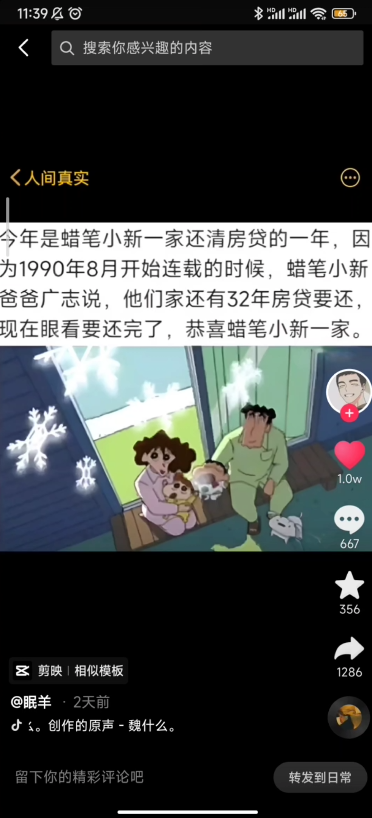 11:39
66
搜索你感兴趣的内容
人间真实
今年是蜡笔小新一家还清房贷的一年，因
为1990年8月开始连载的时候，蜡笔小新
爸爸广志说，他们家还有32年房贷要还，
现在眼看要还完了，恭喜蜡笔小新一家。
1.0w
667
356
1286
剪映 | 相似模板
@眠羊 · 2天前
么。创作的原声 - 魏什么。
留下你的精彩评论吧
转发到日常